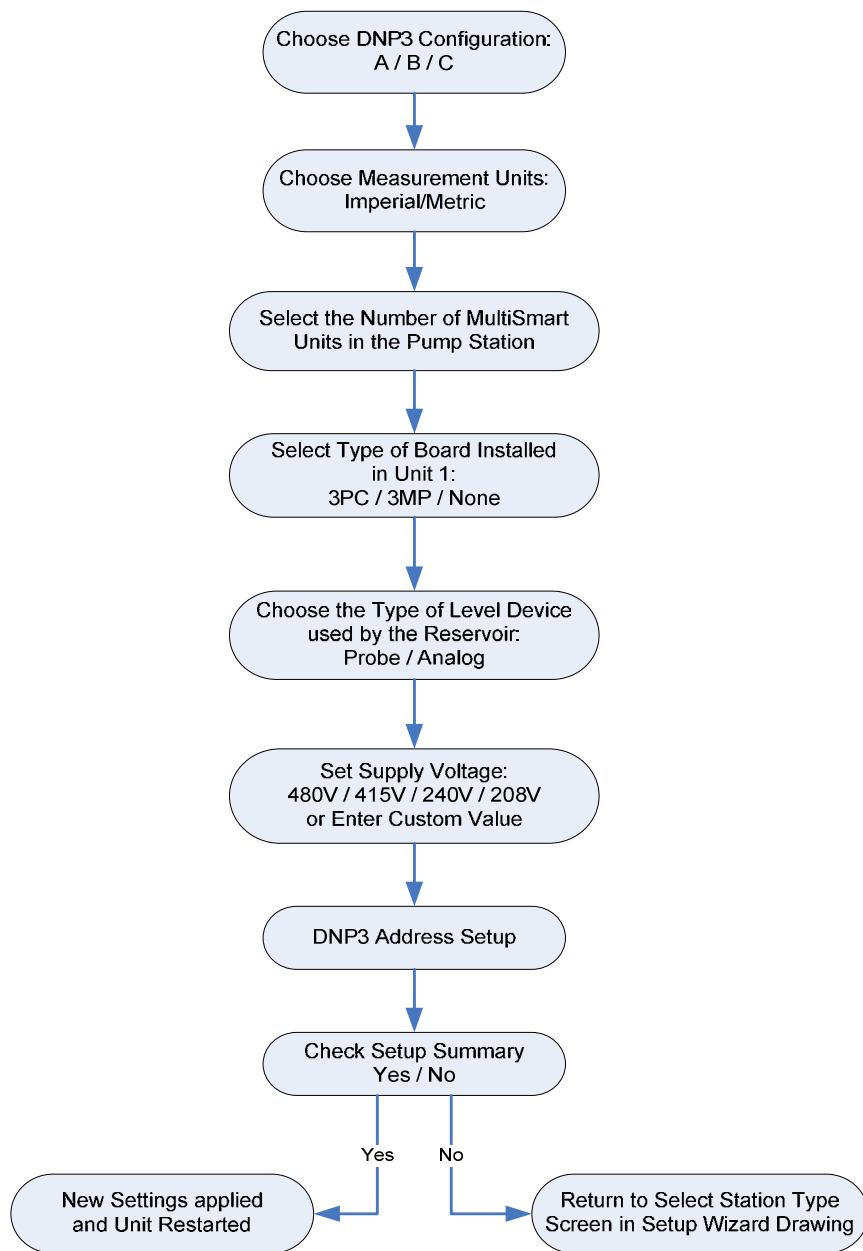 Choose DNP3 Configuration:
A / B / C
Choose Measurement Units:
Imperial/Metric
Select the Number of MultiSmart
Units in the Pump Station
Select Type of Board Installed
in Unit 1:
3PC / 3MP / None
Choose the Type of Level Device
used by the Reservoir:
Probe / Analog
Set Supply Voltage:
480V / 415V / 240V / 208V
or Enter Custom Value
DNP3 Address Setup
Check Setup Summary
Yes / No
Yes
No
New Settings applied
and Unit Restarted
Return to Select Station Type
Screen in Setup Wizard Drawing